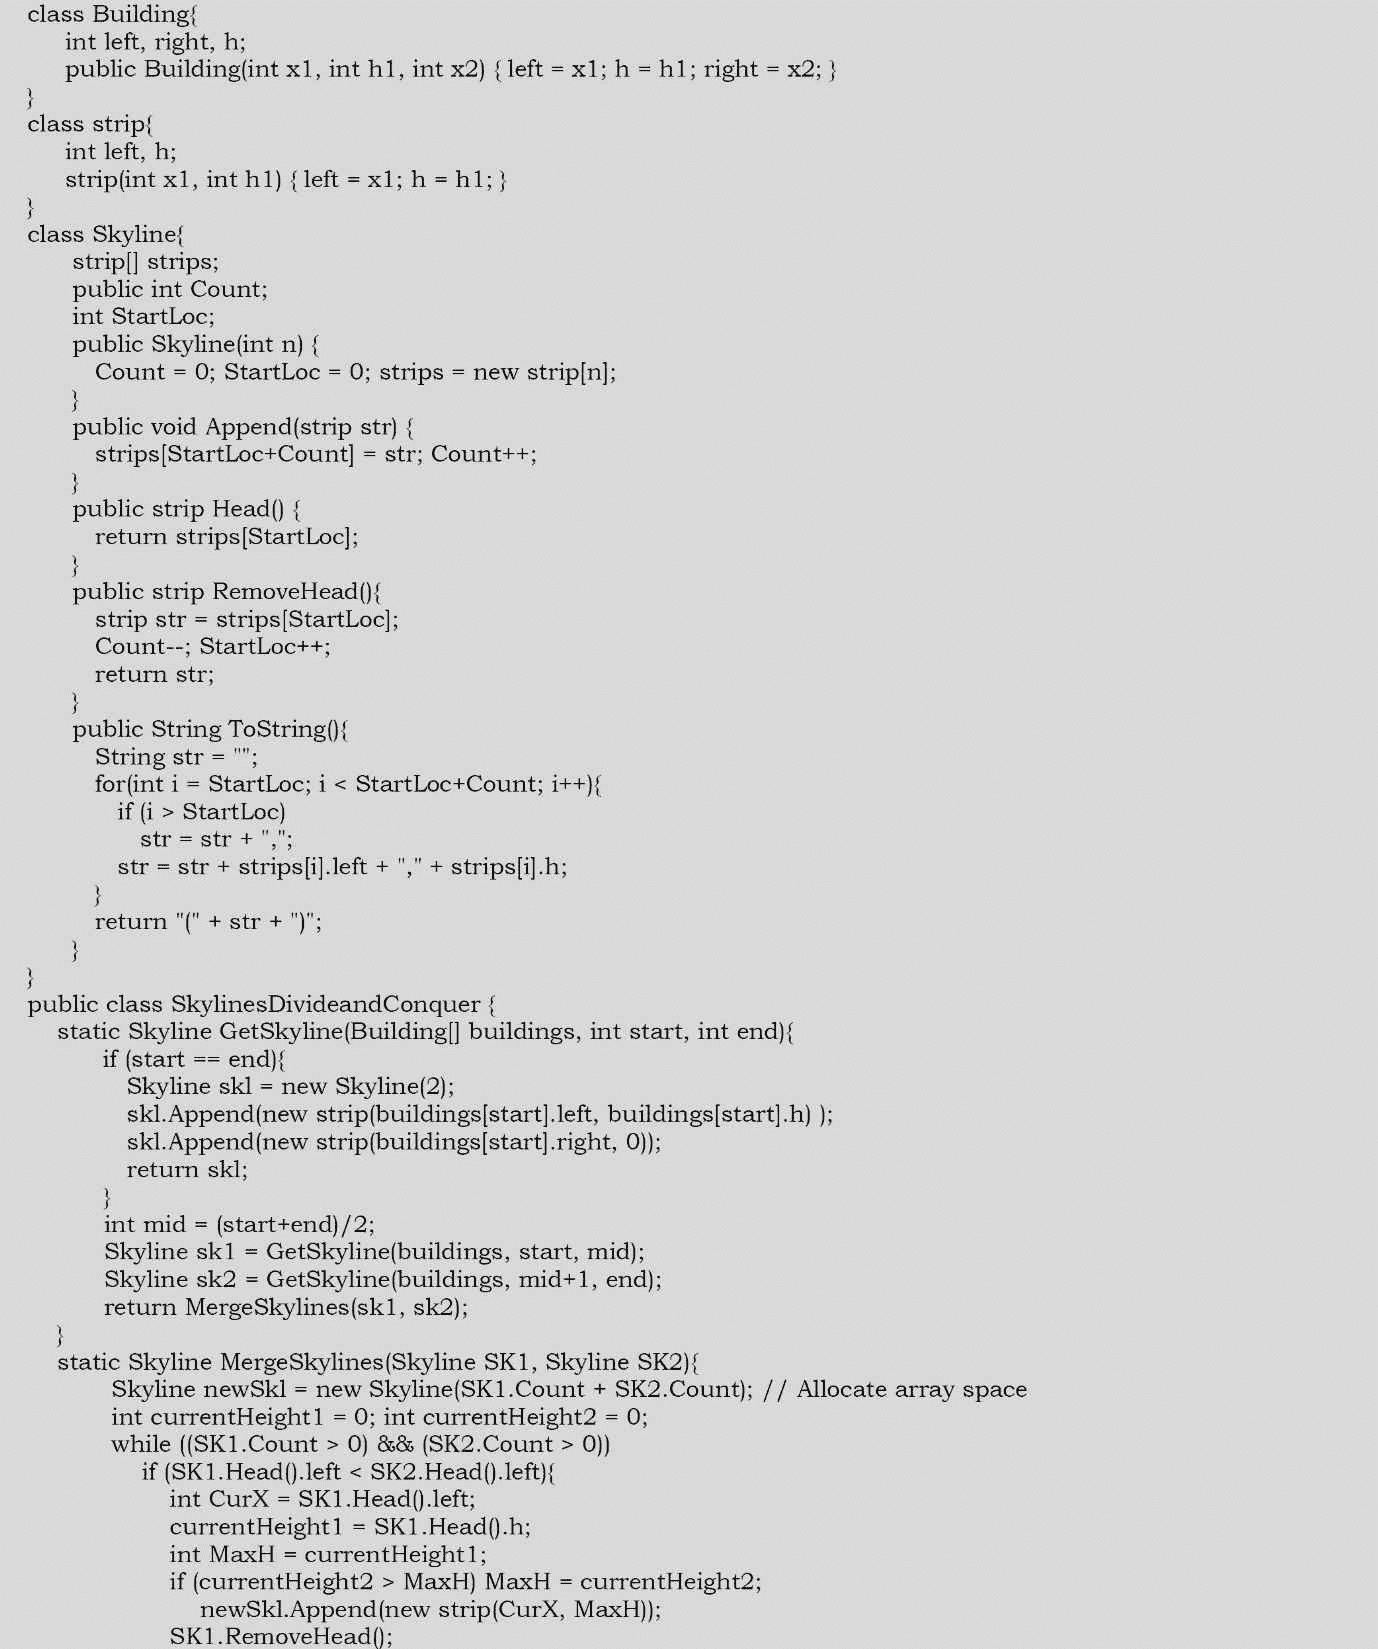 class Building{
int left, right, h;
public Building(int x1, int h1, int x2) { left = x1; h = h1; right = x2; }
}
class strip{
int left, h;
strip(int x1, int h1) { left = x1; h = h1; }
}
class Skyline{
strip[] strips;
public int Count;
int StartLoc;
public Skyline(int n) {
Count = 0; StartLoc = 0; strips = new strip[n];
}
public void Append(strip str) {
strips[StartLoc+Count] = str; Count++;
}
public strip Head() {
return strips[StartLoc];
}
public strip RemoveHead(){
strip str = strips[StartLoc];
Count--; StartLoc++;
return str;
}
public String ToString(){
String str = "";
for(int i = StartLoc; i < StartLoc+Count; i++){
if (i > StartLoc)
str = str + ",";
str = str + strips[i].left + "," + strips[i].h;
}
return "(" + str + ")";
}
}
public class SkylinesDivideandConquer {
static Skyline GetSkyline(Building[] buildings, int start, int end){
if (start == end){
Skyline skl = new Skyline(2);
skl.Append(new strip(buildings[start].left, buildings[start].h) );
skl.Append(new strip(buildings[start].right, 0));
return skl;
}
int mid = (start+end)/2;
Skyline sk1 = GetSkyline(buildings, start, mid);
Skyline sk2 = GetSkyline(buildings, mid+1, end);
return MergeSkylines(sk1, sk2);
}
static Skyline MergeSkylines(Skyline SK1, Skyline SK2){
Skyline newSkl = new Skyline(SK1.Count + SK2.Count); // Allocate array space
int currentHeight1 = 0; int currentHeight2 = 0;
while ((SK1.Count > 0) && (SK2.Count > 0))
if (SK1.Head().left < SK2.Head().left){
int CurX = SK1.Head().left;
currentHeight1 = SK1.Head().h;
int MaxH = currentHeight1;
if (currentHeight2 > MaxH) MaxH = currentHeight2;
newSkl.Append(new strip(CurX, MaxH));
SK1.RemoveHead();